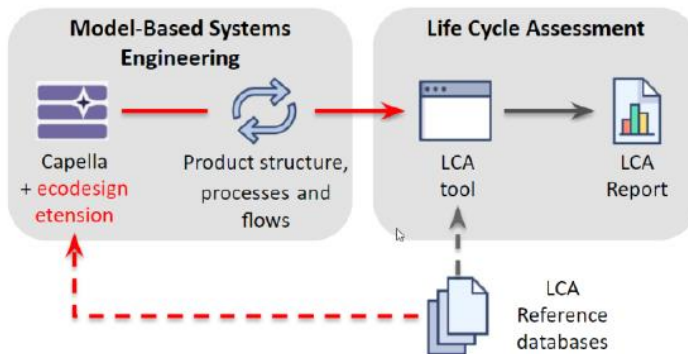 Model-Based Systems
Engineering
Life Cycle Assessment
Capella
+ ecodesign
etension
Product structure,
processes and
flows
LCA
tool
LCA
Report
LCA
Reference
databases